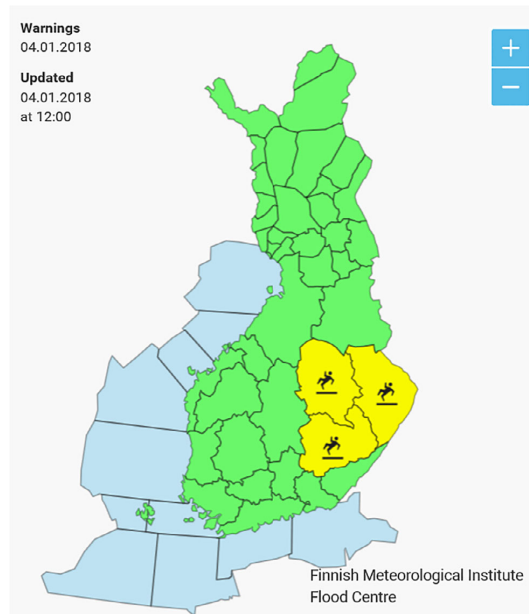 Warnings
04.01.2018
Updated
04.01.2018
at 12:00
+
−
Finnish Meteorological Institute
Flood Centre